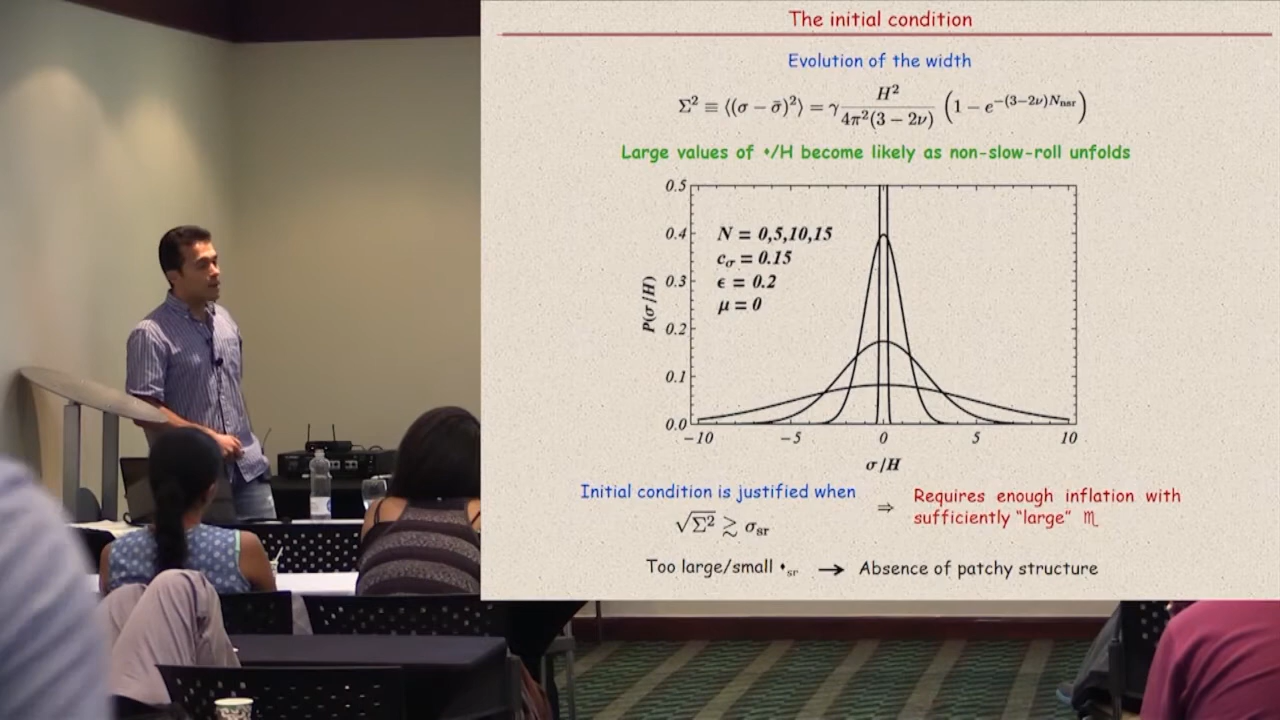 The initial condition
Evolution of the width
Σ² ≡ ⟨(σ − σ̄)²⟩ = γ H²/(4π²(3 − 2ν)) (1 − e^{−(3−2ν)N_nsr})
Large values of ♦/H become likely as non-slow-roll unfolds
0.5
0.4
0.3
0.2
0.1
0.0
P(σ/H)
N = 0,5,10,15
c_σ = 0.15
ϵ = 0.2
μ = 0
−10 −5 0 5 10
σ/H
Initial condition is justified when
√Σ² ≳ σ_sr
⇒
Requires enough inflation with
sufficiently “large” ♏
Too large/small ♦_sr → Absence of patchy structure